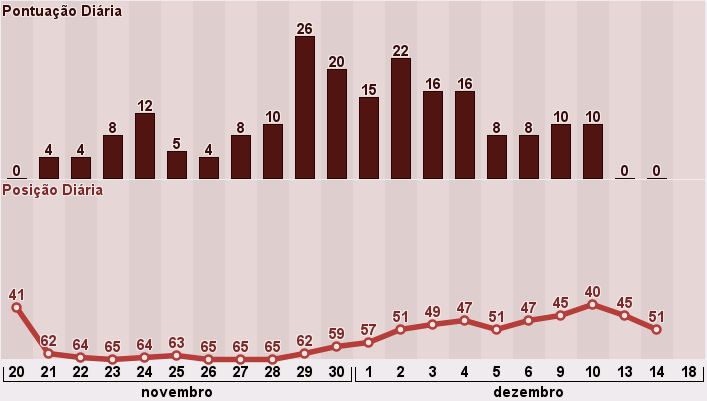 Pontuação Diária
0 4 4 8 12 5 4 8 10 26 20 15 22 16 16 8 8 10 10 0 0
Posição Diária
41 62 64 65 64 63 65 65 65 62 59 57 51 49 47 51 47 45 40 45 51
20 21 22 23 24 25 26 27 28 29 30 1 2 3 4 5 6 9 10 13 14 18
novembro dezembro